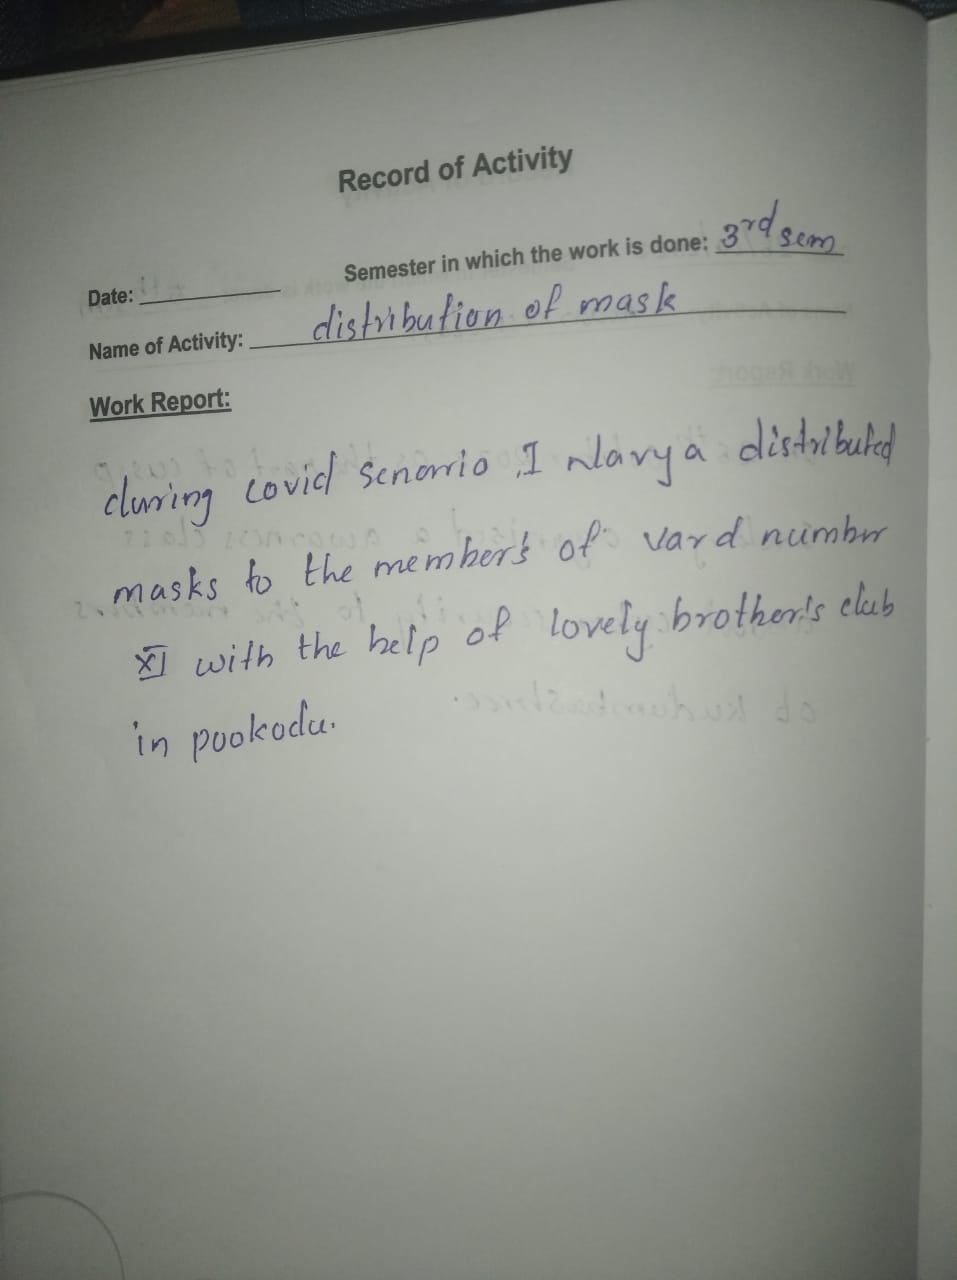 Record of Activity
Date: Semester in which the work is done: 3rd sem
Name of Activity: distribution of mask
Work Report:
during covid Senorrio I Navya distributed
masks to the member's of vard number
XI with the help of lovely brother's club
in pookodu.